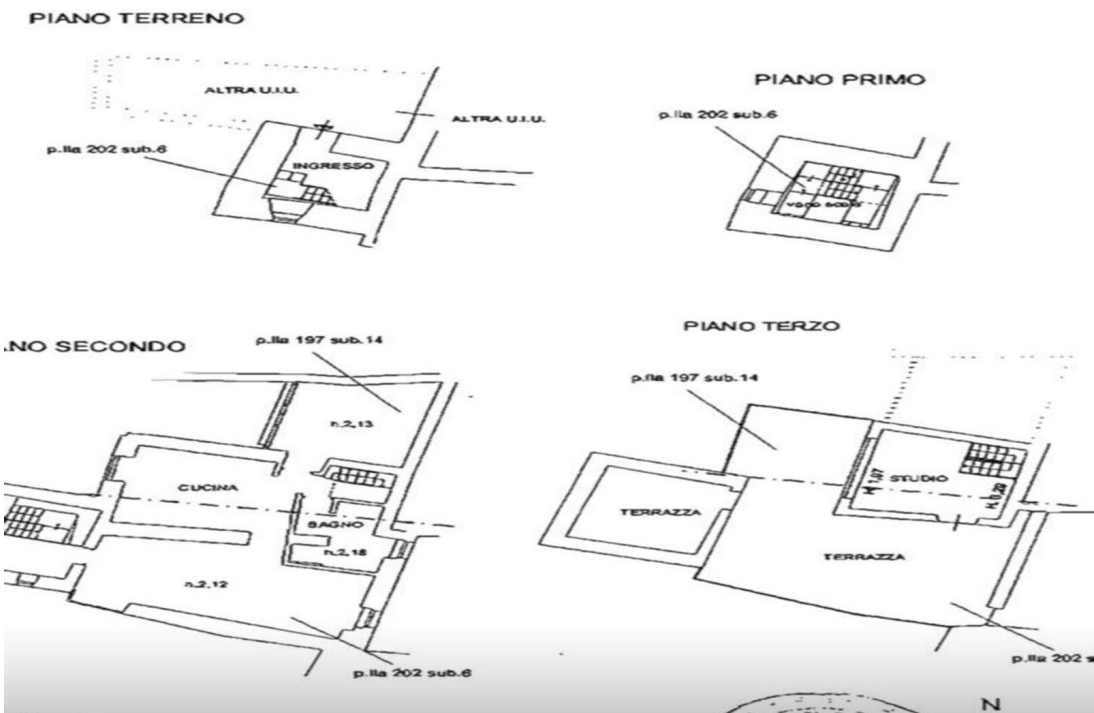 PIANO TERRENO
ALTRA U.I.U.
ALTRA U.I.U.
p.lla 202 sub.6
INGRESSO
PIANO PRIMO
p.lla 202 sub.6
vano scala
NO SECONDO
p.lla 197 sub.14
h.2,13
CUCINA
BAGNO
h.2,18
h.2,12
p.lla 202 sub.6
PIANO TERZO
p.lla 197 sub.14
STUDIO
TERRAZZA
TERRAZZA
p.lla 202 s
N